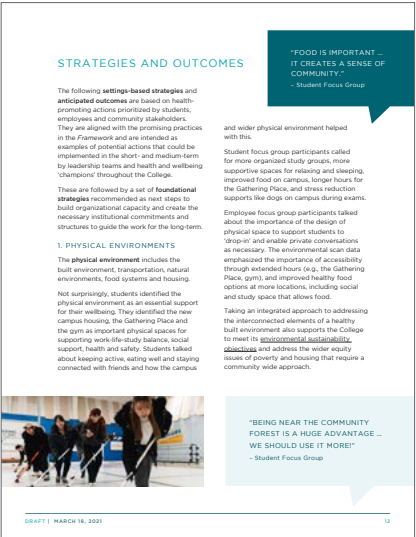 STRATEGIES AND OUTCOMES
The following settings-based strategies and
anticipated outcomes are based on health-
promoting actions prioritized by students,
employees and community stakeholders.
They are aligned with the promising practices
in the Framework and are intended as
examples of potential actions that could be
implemented in the short- and medium-term
by leadership teams and health and wellbeing
‘champions’ throughout the College.
These are followed by a set of foundational
strategies recommended as next steps to
build organizational capacity and create the
necessary institutional commitments and
structures to guide the work for the long-term.
1. PHYSICAL ENVIRONMENTS
The physical environment includes the
built environment, transportation, natural
environments, food systems and housing.
Not surprisingly, students identified the
physical environment as an essential support
for their wellbeing. They identified the new
campus housing, the Gathering Place and
the gym as important physical spaces for
supporting work-life-study balance, social
support, health and safety. Students talked
about keeping active, eating well and staying
connected with friends and how the campus
“FOOD IS IMPORTANT ...
IT CREATES A SENSE OF
COMMUNITY.”
– Student Focus Group
and wider physical environment helped
with this.
Student focus group participants called
for more organized study groups, more
supportive spaces for relaxing and sleeping,
improved food on campus, longer hours for
the Gathering Place, and stress reduction
supports like dogs on campus during exams.
Employee focus group participants talked
about the importance of the design of
physical space to support students to
‘drop-in’ and enable private conversations
as necessary. The environmental scan data
emphasized the importance of accessibility
through extended hours (e.g., the Gathering
Place, gym), and improved healthy food
options at more locations, including social
and study space that allows food.
Taking an integrated approach to addressing
the interconnected elements of a healthy
built environment also supports the College
to meet its environmental sustainability
objectives and address the wider equity
issues of poverty and housing that require a
community wide approach.
“BEING NEAR THE COMMUNITY
FOREST IS A HUGE ADVANTAGE ...
WE SHOULD USE IT MORE!”
– Student Focus Group
DRAFT | MARCH 18, 2021
12